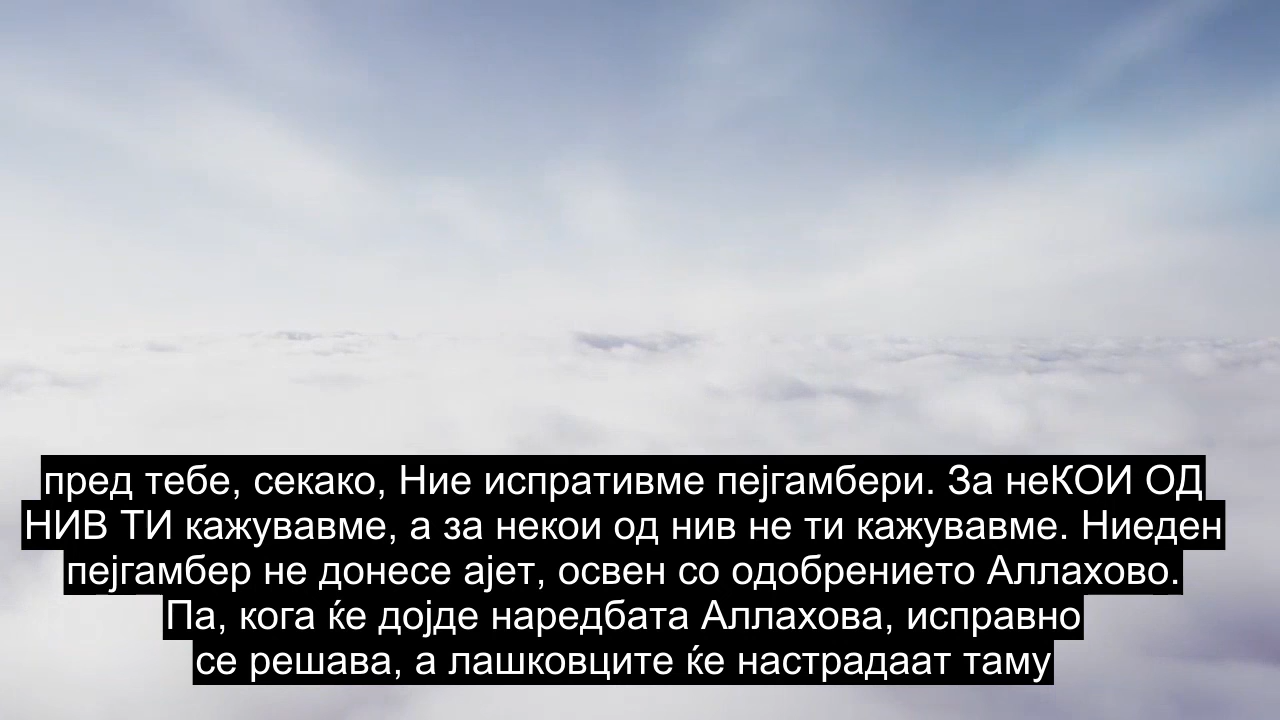 пред тебе, секако, Ние испративме пејгамбери. За неКОИ ОД
НИВ ТИ кажувавме, а за некои од нив не ти кажувавме. Ниеден
пејгамбер не донесе ајет, освен со одобрението Аллахово.
Па, кога ќе дојде наредбата Аллахова, исправно
се решава, а лашковците ќе настрадаат таму